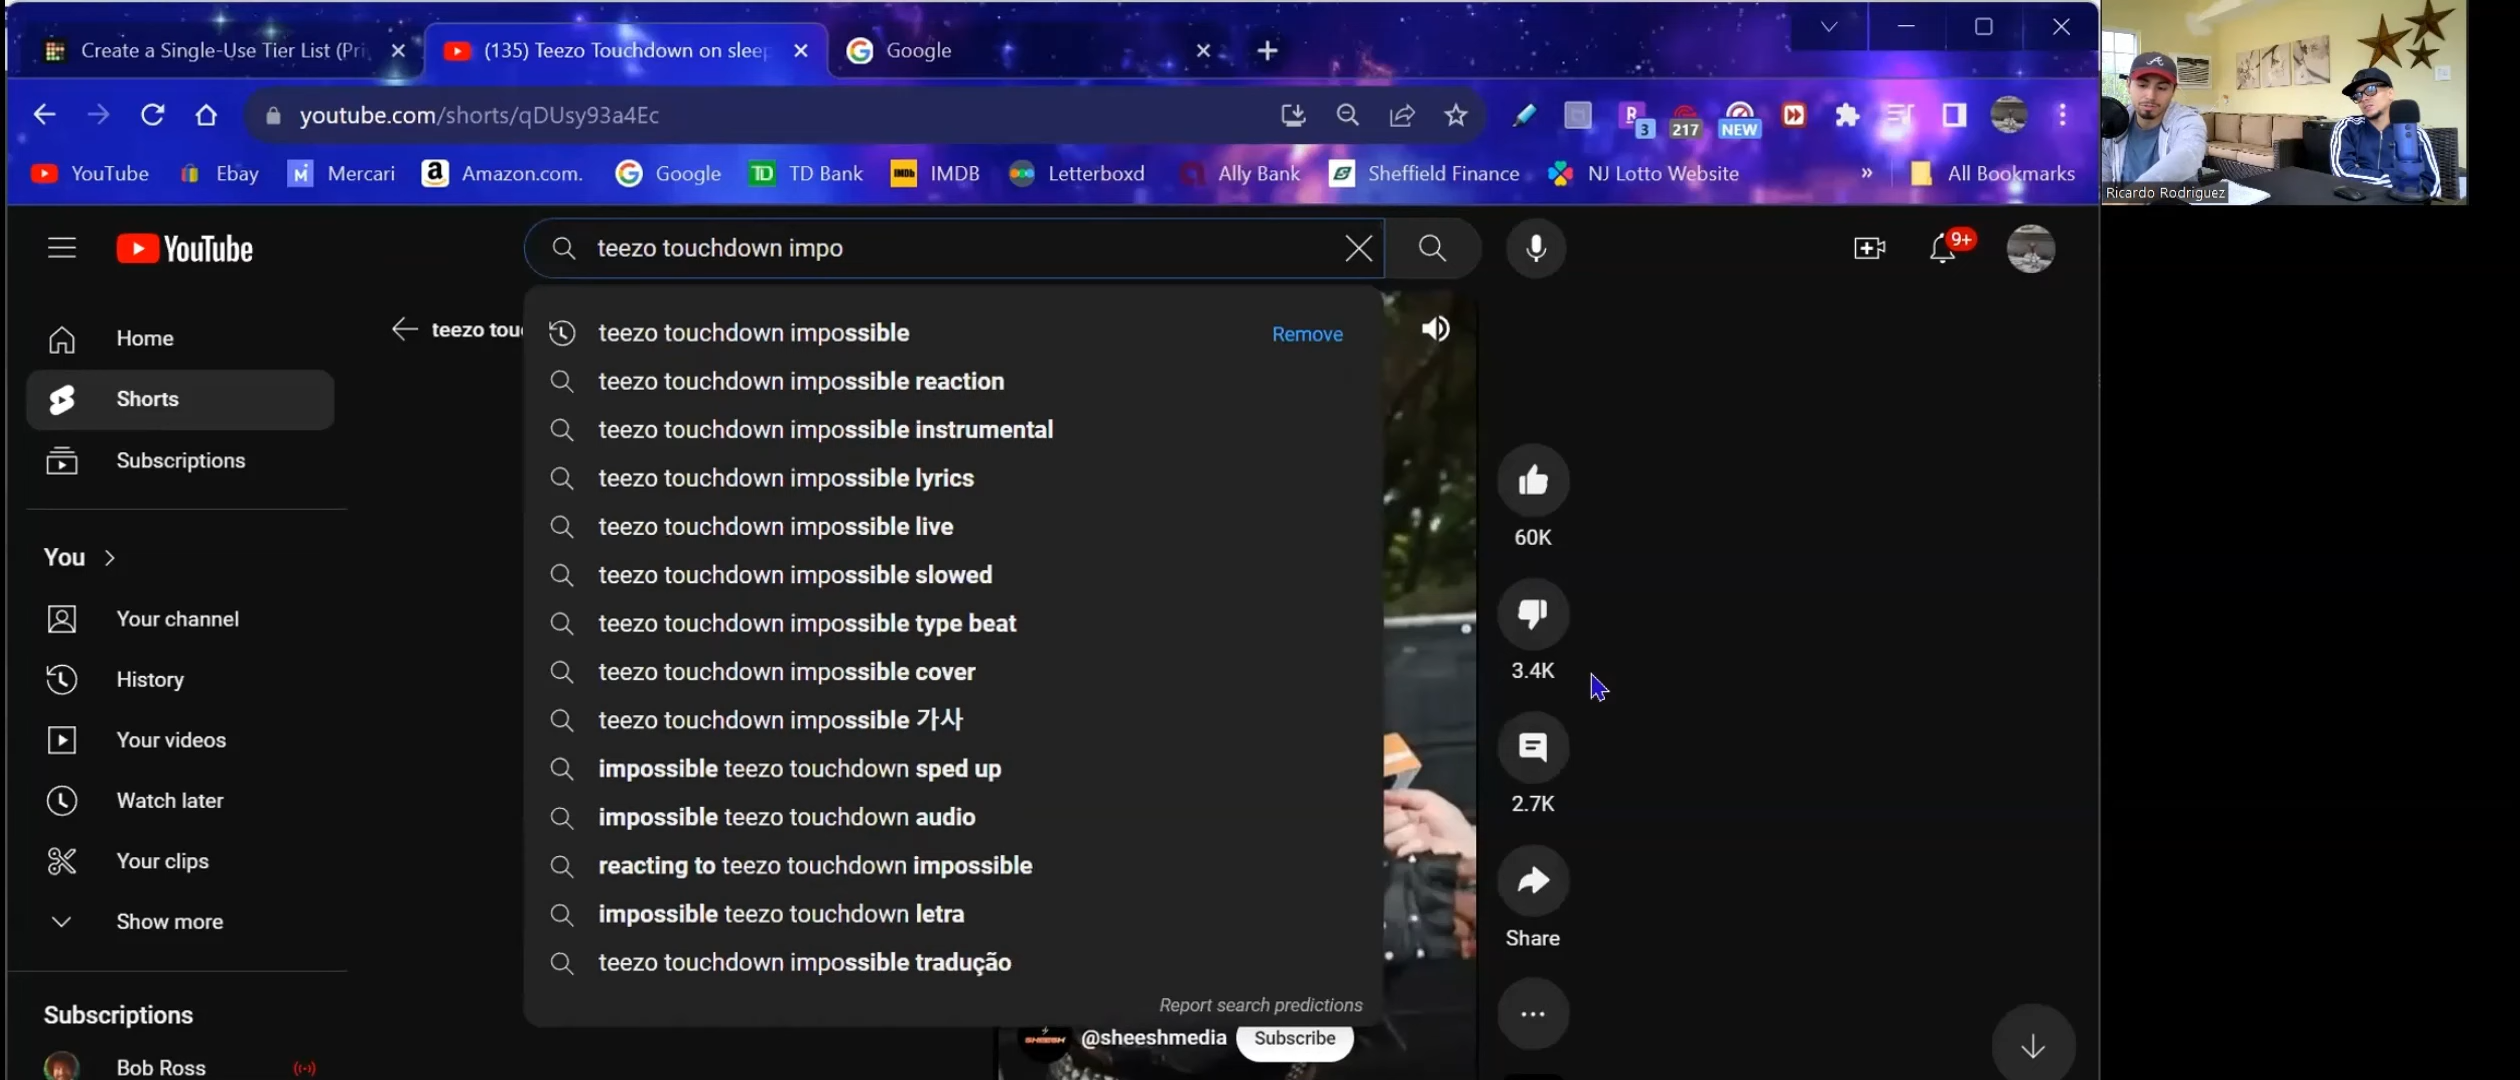 Create a Single-Use Tier List (Pri
(135) Teezo Touchdown on sleep
Google
youtube.com/shorts/qDUsy93a4Ec
3
217
NEW
YouTube
Ebay
Mercari
Amazon.com.
Google
TD Bank
IMDB
Letterboxd
Ally Bank
Sheffield Finance
NJ Lotto Website
»
All Bookmarks
Ricardo Rodriguez
YouTube
teezo touchdown impo
9+
Home
Shorts
Subscriptions
You
Your channel
History
Your videos
Watch later
Your clips
Show more
Subscriptions
Bob Ross
teezo tou
teezo touchdown impossible
Remove
teezo touchdown impossible reaction
teezo touchdown impossible instrumental
teezo touchdown impossible lyrics
teezo touchdown impossible live
teezo touchdown impossible slowed
teezo touchdown impossible type beat
teezo touchdown impossible cover
teezo touchdown impossible 가사
impossible teezo touchdown sped up
impossible teezo touchdown audio
reacting to teezo touchdown impossible
impossible teezo touchdown letra
teezo touchdown impossible tradução
Report search predictions
SHEESH
@sheeshmedia
Subscribe
60K
3.4K
2.7K
Share